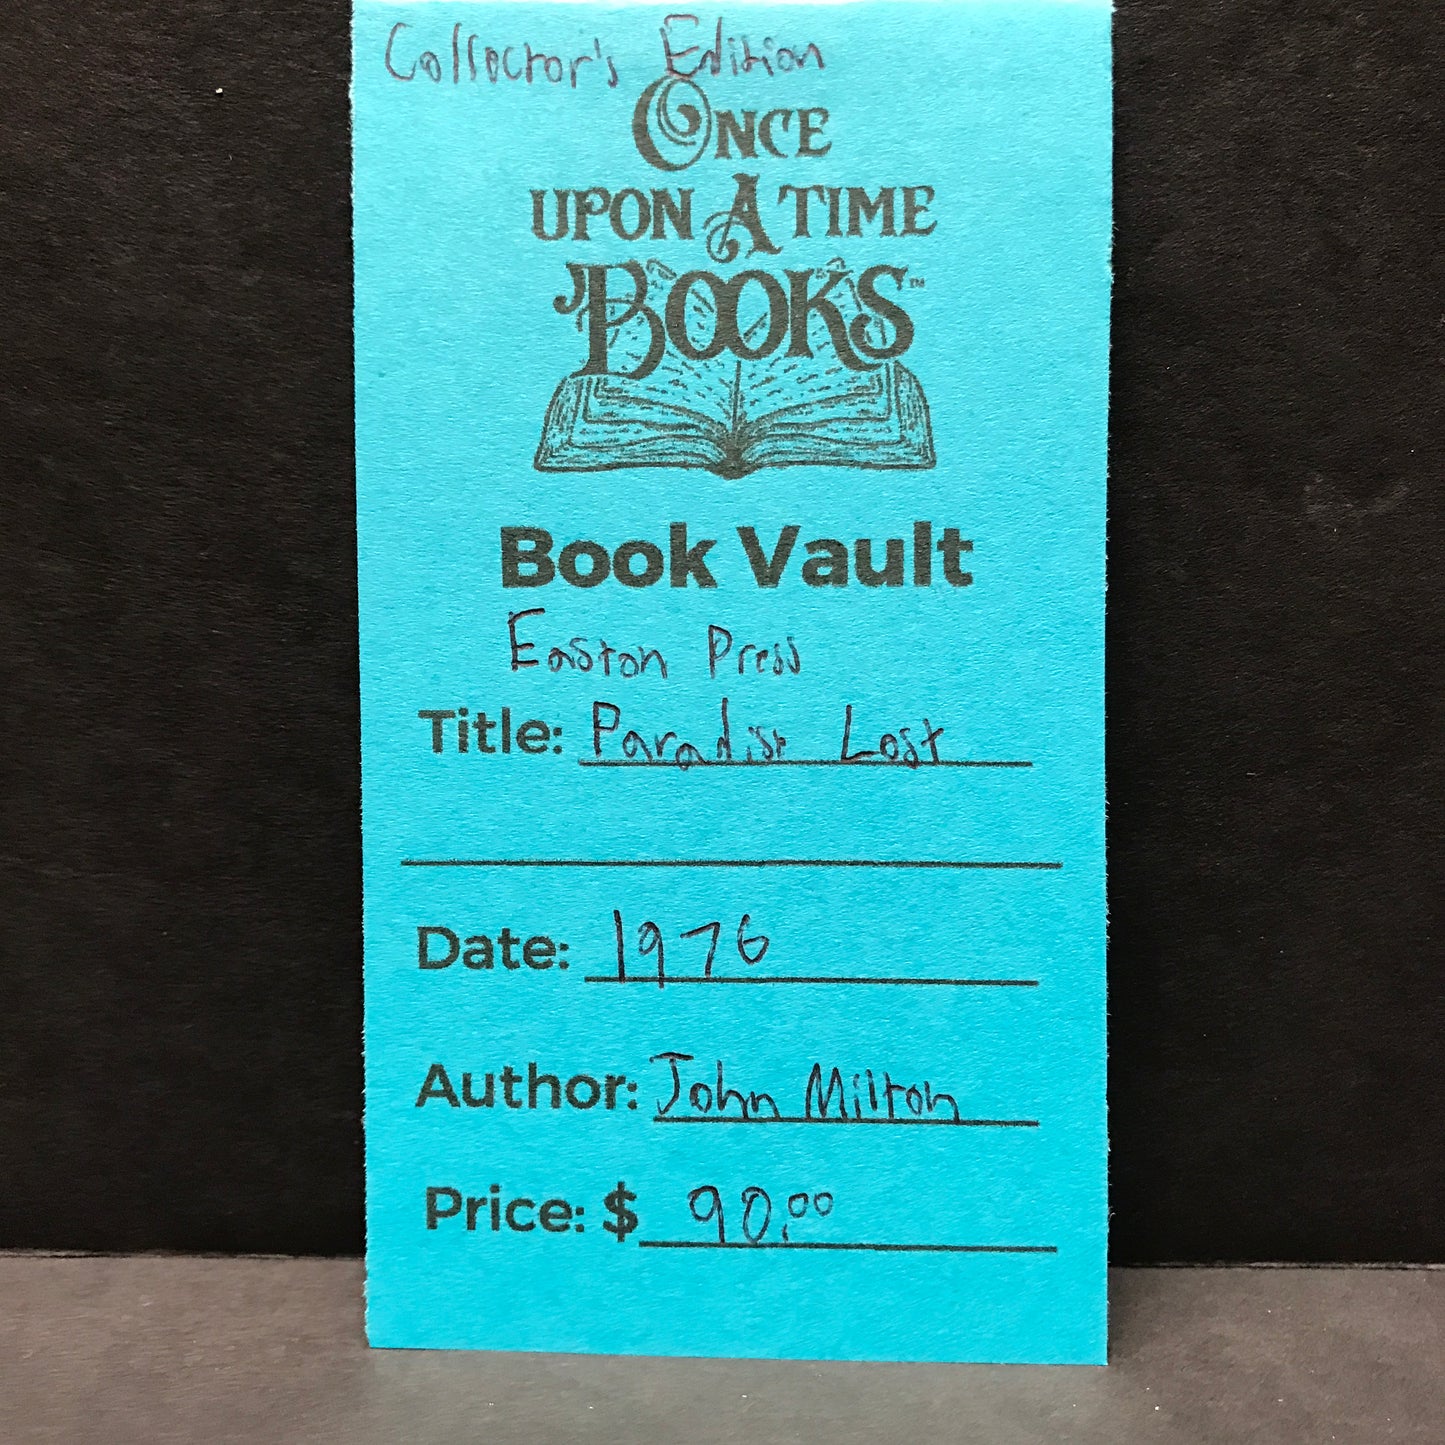 Collector's Edition
ONCE
UPON A TIME
BOOKS™
Book Vault
Easton Press
Title: Paradise Lost
Date: 1976
Author: John Milton
Price: $ 90.00